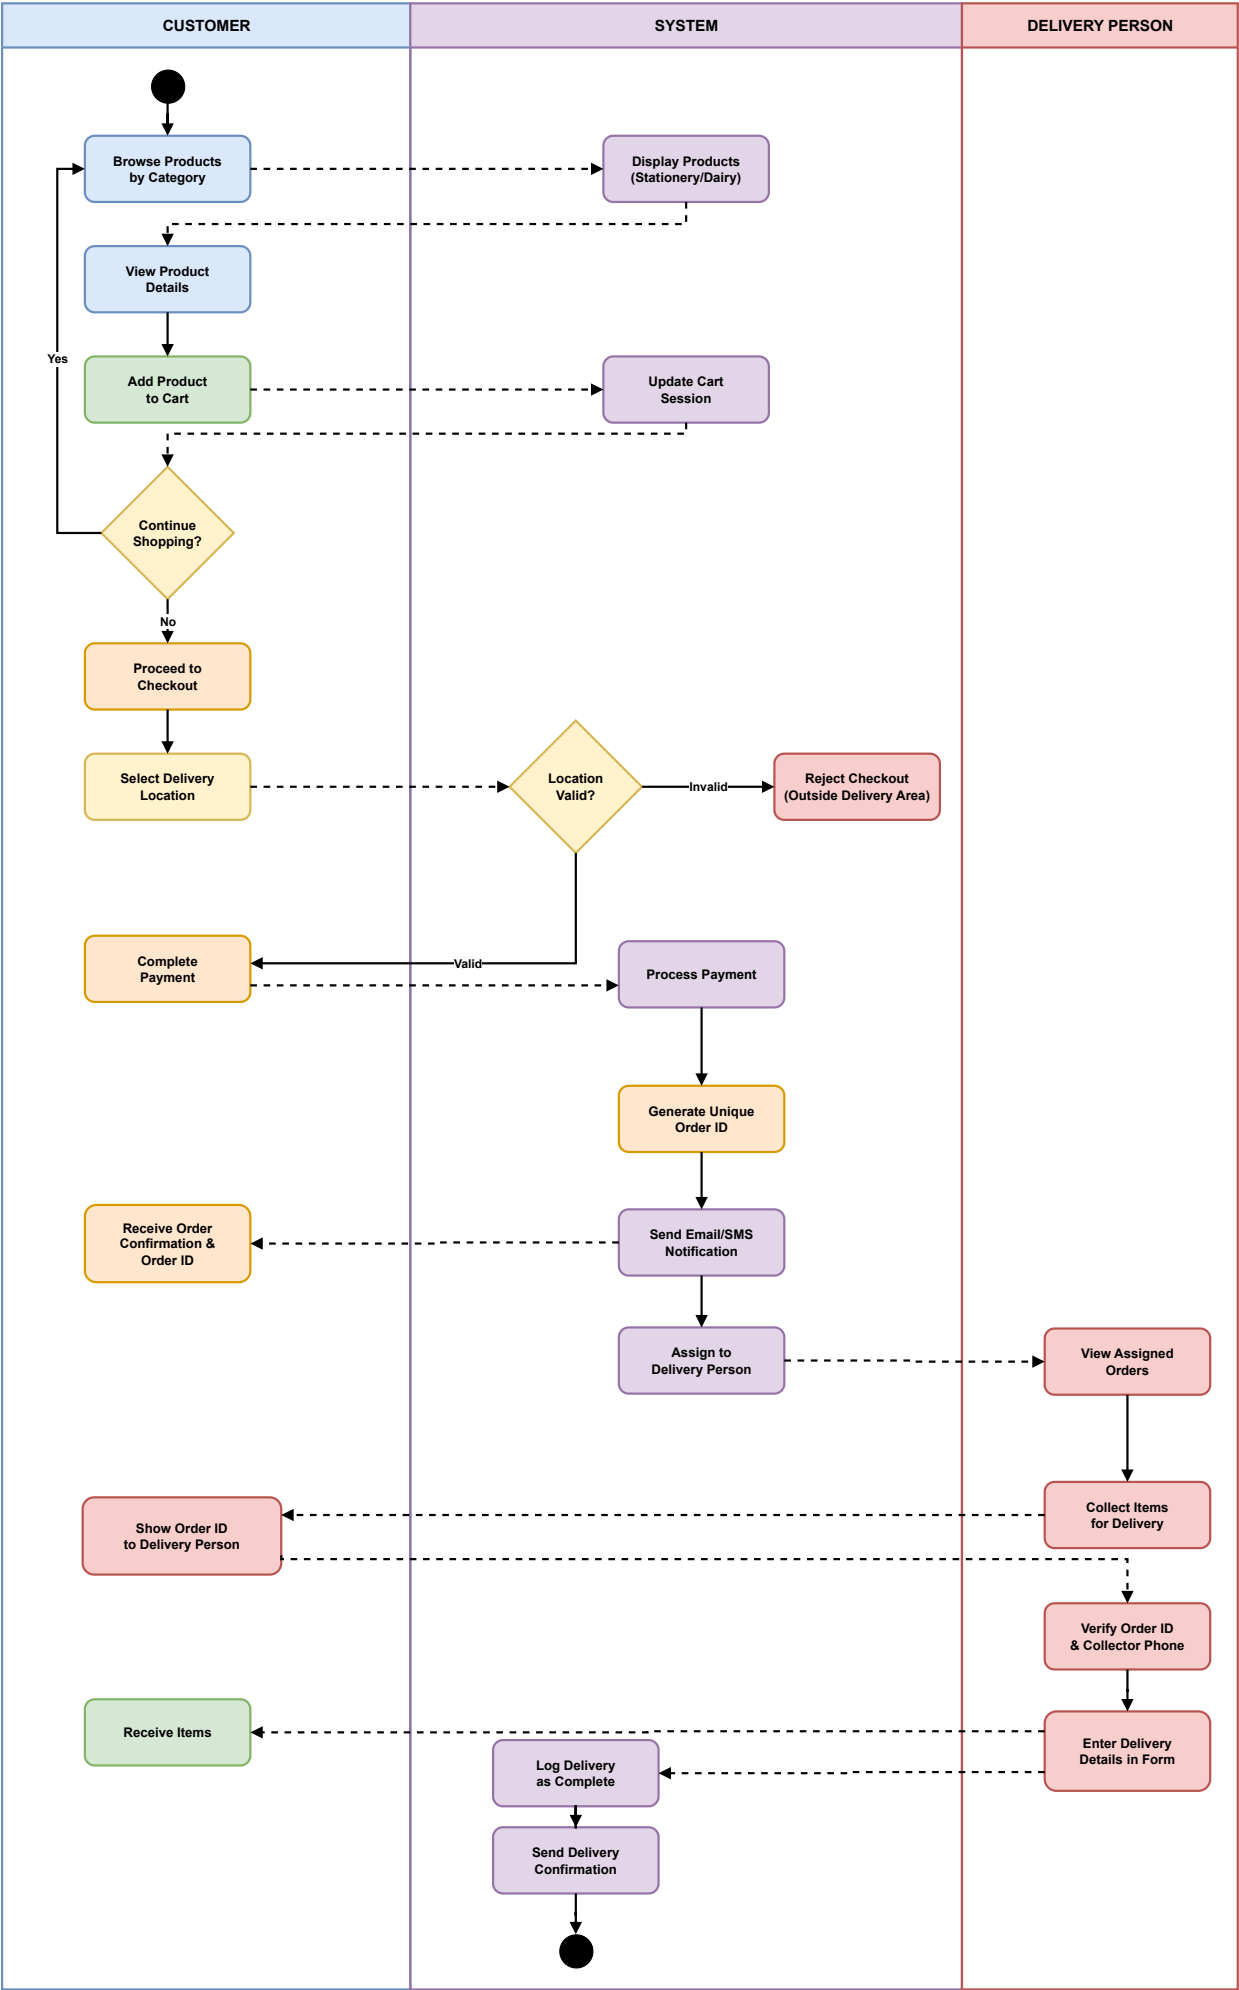 CUSTOMER
SYSTEM
DELIVERY PERSON
Browse Products
by Category
Display Products
(Stationery/Dairy)
View Product
Details
Yes
Add Product
to Cart
Update Cart
Session
Continue
Shopping?
No
Proceed to
Checkout
Select Delivery
Location
Location
Valid?
Invalid
Reject Checkout
(Outside Delivery Area)
Complete
Payment
Valid
Process Payment
Generate Unique
Order ID
Receive Order
Confirmation &
Order ID
Send Email/SMS
Notification
Assign to
Delivery Person
View Assigned
Orders
Collect Items
for Delivery
Show Order ID
to Delivery Person
Verify Order ID
& Collector Phone
Receive Items
Enter Delivery
Details in Form
Log Delivery
as Complete
Send Delivery
Confirmation